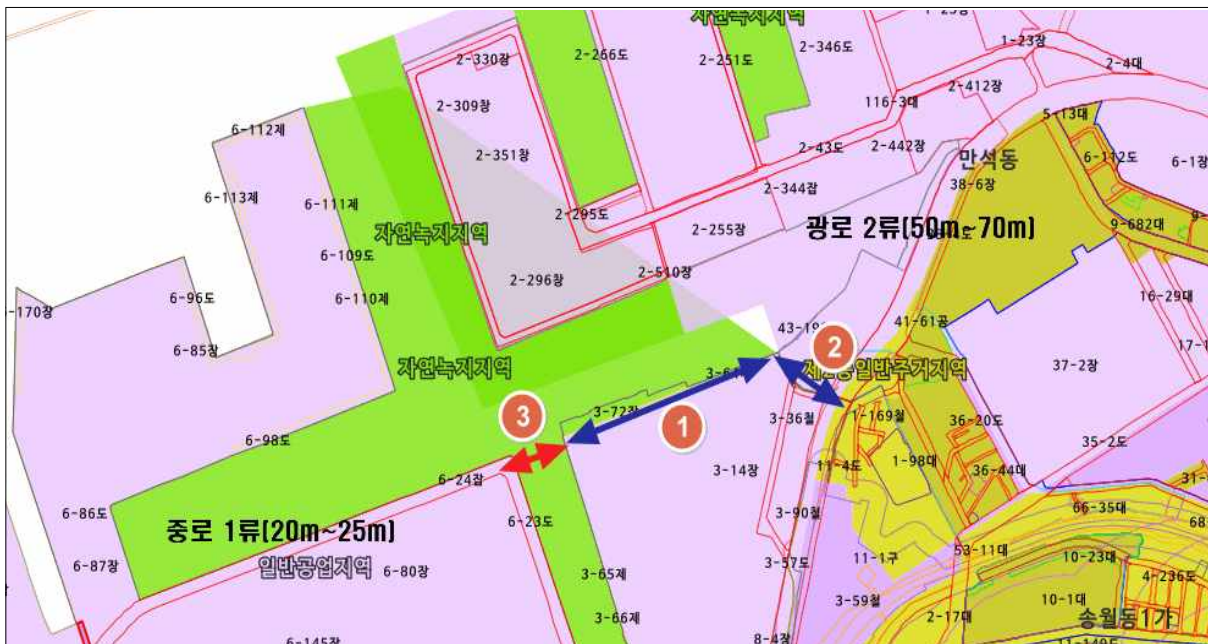 자연녹지지역
1-23장
2-330장
2-266도
2-251도
2-346도
2-4대
2-412장
116-3대
2-309창
5-13대
6-112제
2-351창
2-43도
2-442장
만석동
6-112도
6-1장
38-6장
2-344잡
6-113제
6-111제
2-295도
2-255장
광로 2류(50m~70m)
9-682대
자연녹지지역
6-109도
2-296창
2-510장
16-29대
6-96도
6-110제
-170장
41-61공
6-85장
2
37-2장
자연녹지지역
3-72장
3
1
3-36철
1-169철
36-20도
6-98도
35-2도
6-24잡
3-14장
11-4도
1-98대
36-44대
6-86도
중로 1류(20m~25m)
6-23도
3-90철
66-35대
일반공업지역
53-11대
6-87장
6-80장
3-65제
3-57도
11-1구
10-23대
4-236도
3-66제
3-59철
10-1대
2-17대
송월동1가
6-145장
8-4장